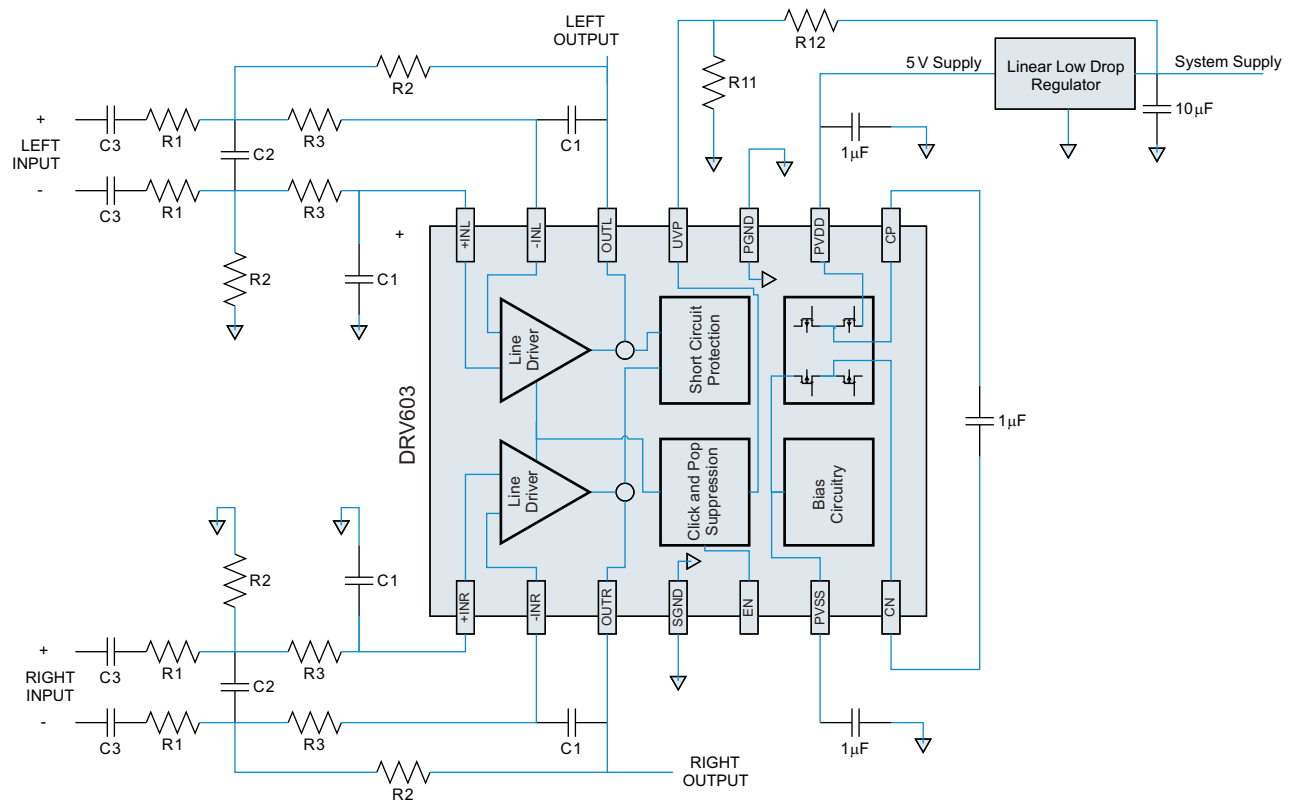 LEFT
OUTPUT
R12
R2
R11
5V Supply
Linear Low Drop
Regulator
System Supply
10µF
+
LEFT
INPUT
-
C3
R1
R3
C1
C2
1µF
C3
R1
R3
+
R2
C1
+INL
-INL
OUTL
UVP
PGND
PVDD
CP
Line
Driver
Short Circuit
Protection
DRV603
1µF
Line
Driver
Click and Pop
Suppression
Bias
Circuitry
R2
C1
+INR
-INR
OUTR
SGND
EN
PVSS
CN
+
RIGHT
INPUT
-
C3
R1
R3
C2
C3
R1
R3
C1
1µF
R2
RIGHT
OUTPUT